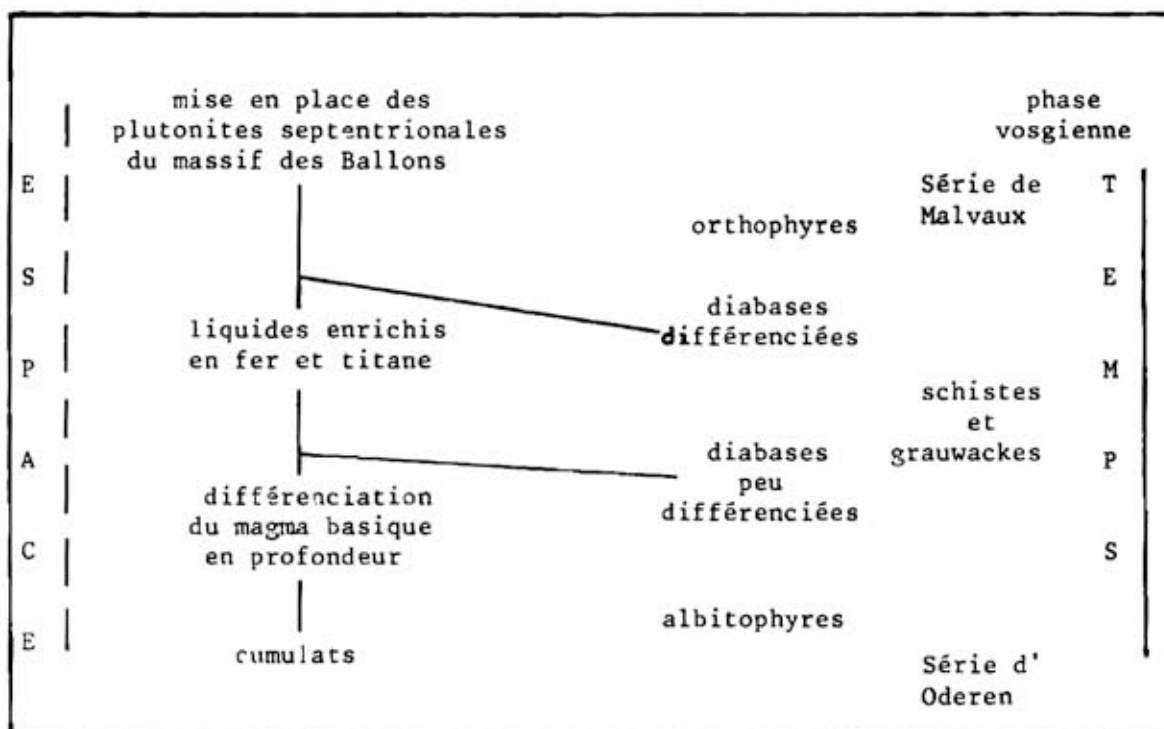 mise en place des
plutonites septentrionales
du massif des Ballons
phase
vosgienne
E
S
P
A
C
E
liquides enrichis
en fer et titane
différenciation
du magma basique
en profondeur
cumulats
orthophyres
diabases
différenciées
diabases
peu
différenciées
albitophyres
Série de
Malvaux
schistes
et
grauwackes
Série d'
Oderen
T
E
M
P
S